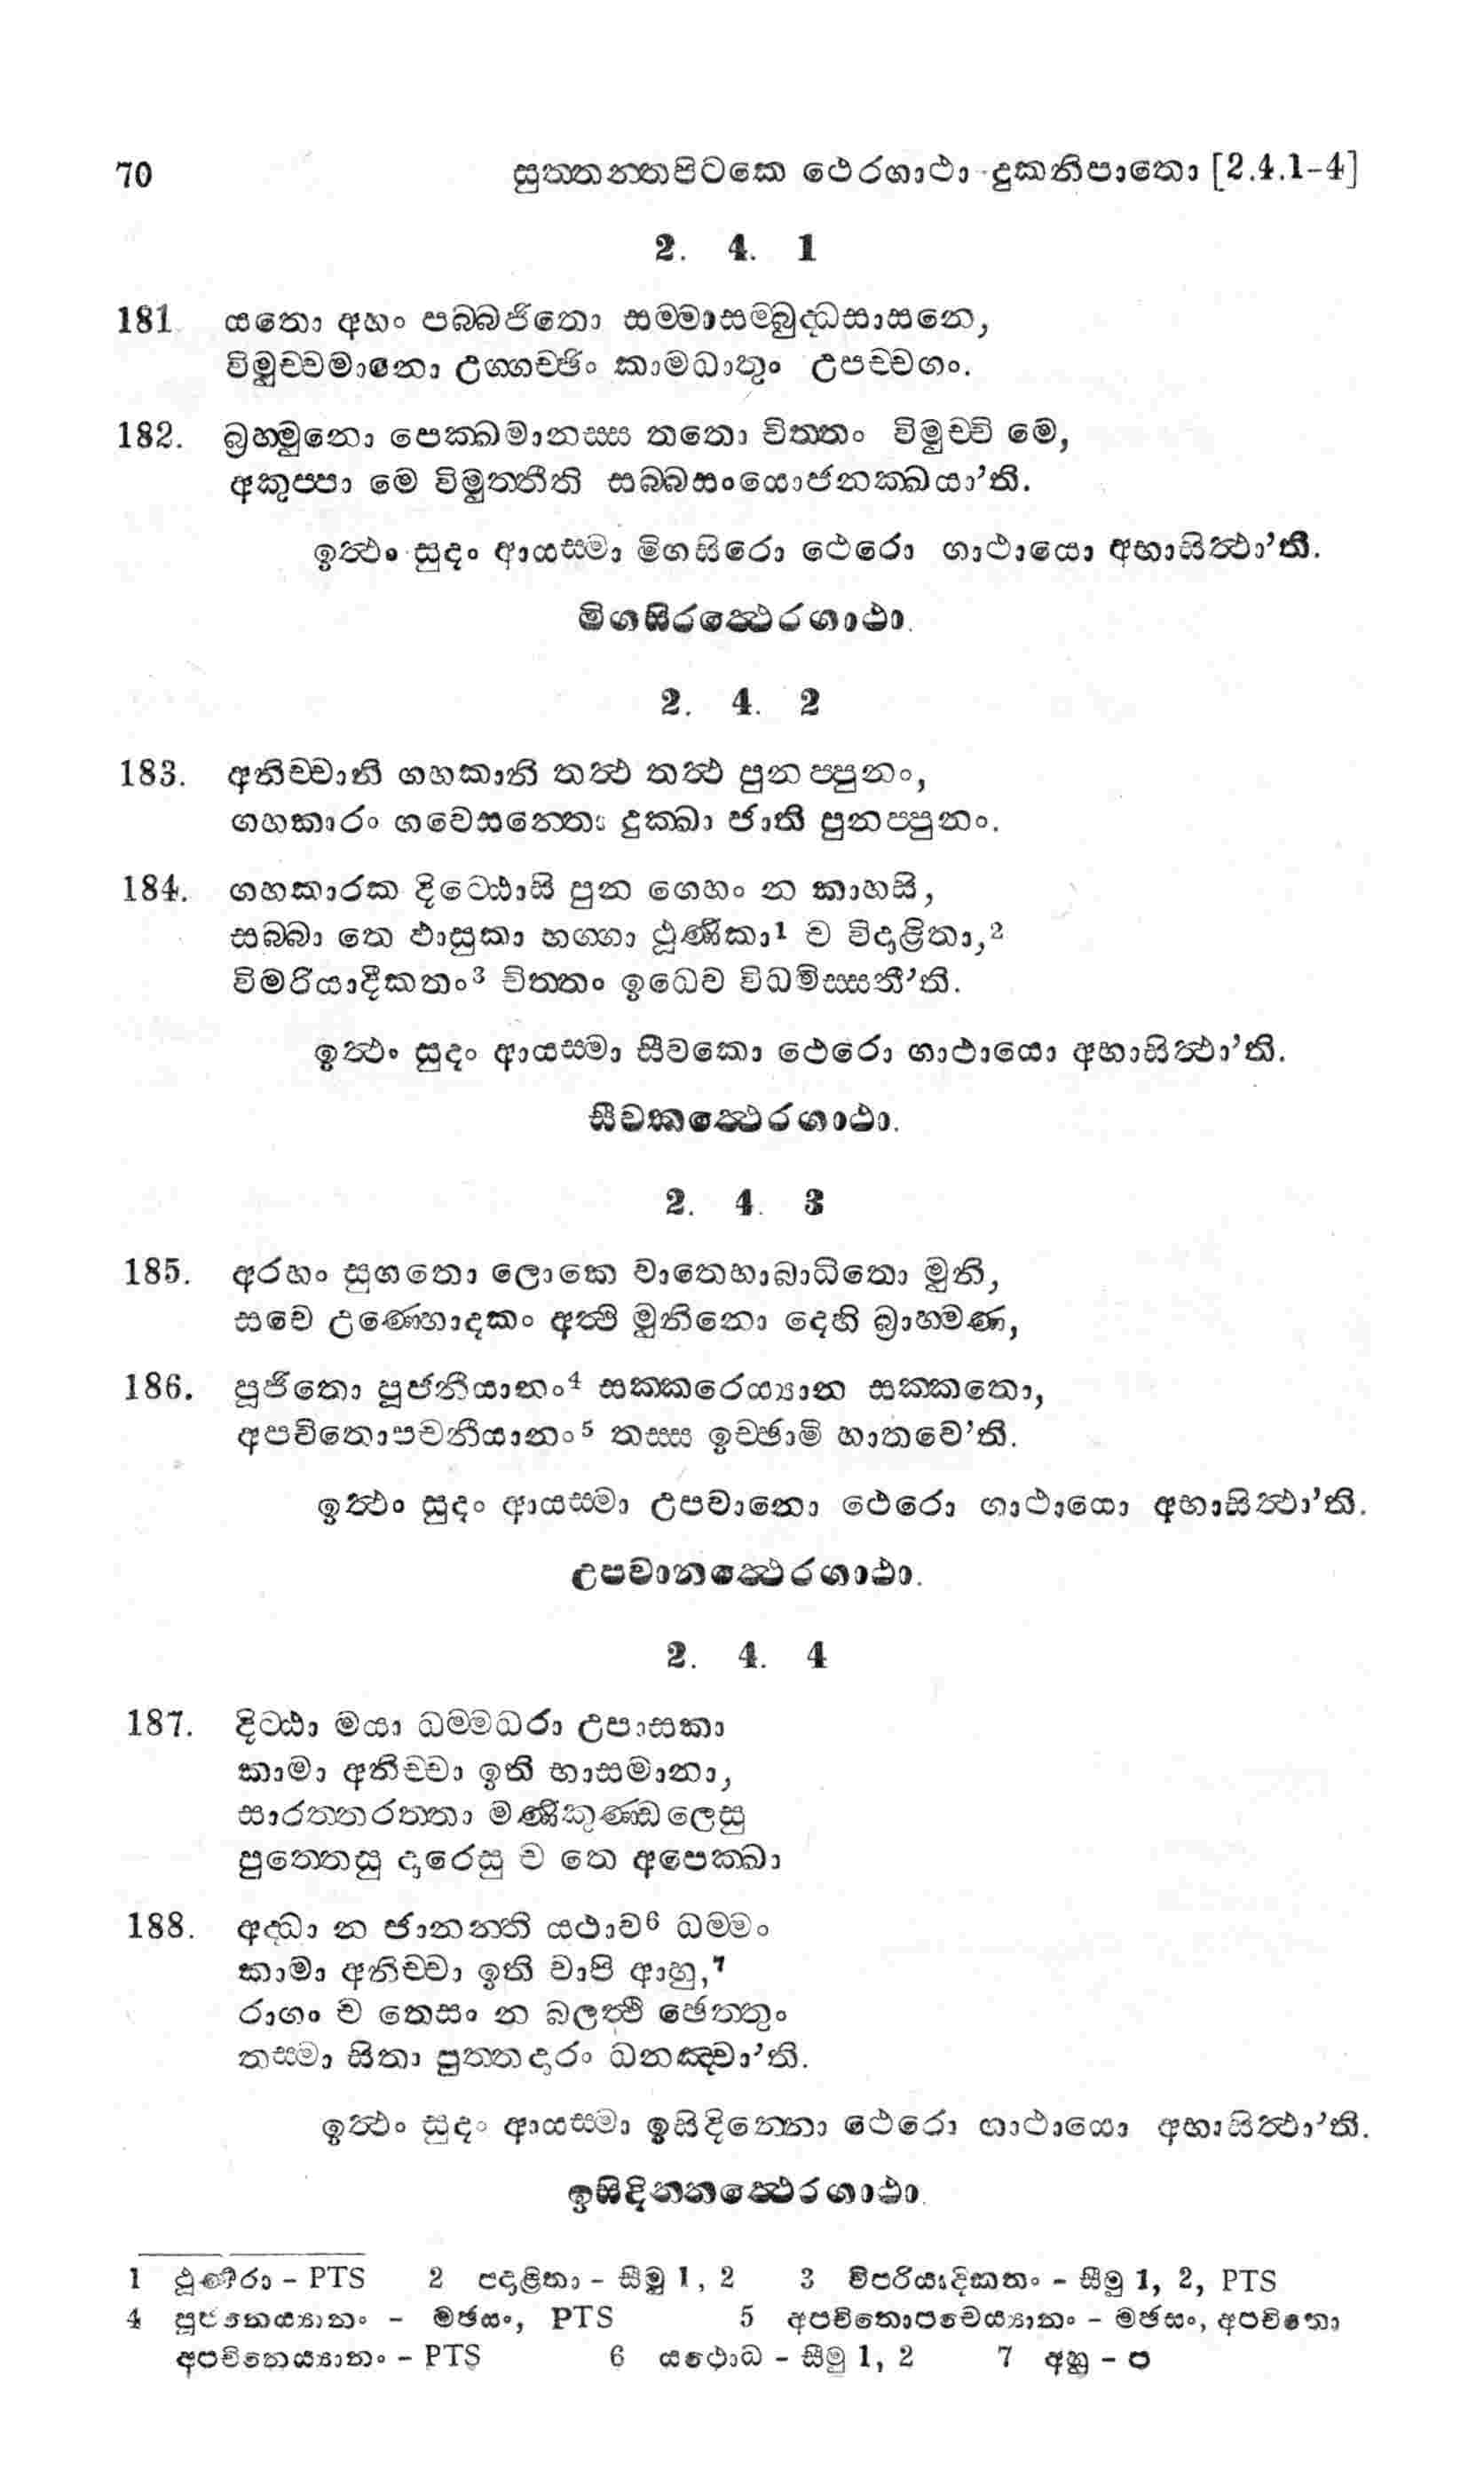 70 සුත්තන්තපිටකෙ ථෙරගාථා - දුකනිපාතො [2.4.1-4]
2. 4. 1
181 යතො අහං පබ්බජිතො සම්මාසම්බුද්ධසාසනෙ,
විමුච්චමානො උග්ගච්ඡිං කාමධාතුං උපච්චගං.
182. බ්‍රහ්මුනො පෙක්ඛමානස්ස තතො චිත්තං විමුච්චි මෙ,
අකුප්පා මෙ විමුත්තීති සබ්බසංයොජනක්ඛයා’ති.
ඉත්ථං සුදං ආයස්මා මිගසිරො ථෙරො ගාථායො අභාසිත්ථා’ති.
මිගසිරත්ථෙරගාථා.
2. 4. 2
183. අනිච්චානි ගහකානි තත්ථ තත්ථ පුනප්පුනං,
ගහකාරං ගවෙසන්තො දුක්ඛා ජාති පුනප්පුනං.
184. ගහකාරක දිට්ඨොසි පුන ගෙහං න කාහසි,
සබ්බා තෙ ඵාසුකා භග්ගා ථූණිකා1 ච විදාළිතා,2
විමරියාදීකතං3 චිත්තං ඉධෙව විධමිස්සතී’ති.
ඉත්ථං සුදං ආයස්මා සීවකො ථෙරො ගාථායො අභාසිත්ථා’ති.
සීවකත්ථෙරගාථා.
2. 4. 3
185. අරහං සුගතො ලොකෙ වාතෙහාබාධිතො මුනි,
සචෙ උණ්හොදකං අත්ථි මුනිනො දෙහි බ්‍රාහ්මණ,
186. පූජිතො පූජනීයානං4 සක්කරෙය්‍යාන සක්කතො,
අපචිතොපචනීයානං5 තස්ස ඉච්ඡාමි හාතවෙ’ති.
ඉත්ථං සුදං ආයස්මා උපවානො ථෙරො ගාථායො අභාසිත්ථා’ති.
උපවානත්ථෙරගාථා.
2. 4. 4
187. දිට්ඨා මයා ධම්මධරා උපාසකා
කාමා අනිච්චා ඉති භාසමානා,
සාරත්තරත්තා මණිකුණ්ඩලෙසු
පුත්තෙසු දාරෙසු ච තෙ අපෙක්ඛා
188. අද්ධා න ජානන්ති යථාව6 ධම්මං
කාමා අනිච්චා ඉති චාපි ආහු,7
රාගං ච තෙසං න බලත්ථි ඡෙත්තුං
තස්මා සිතා පුත්තදාරං ධනඤ්චා’ති.
ඉත්ථං සුදං ආයස්මා ඉසිදින්නො ථෙරො ගාථායො අභාසිත්ථා’ති.
ඉසිදින්නත්ථෙරගාථා.
1 ථූණීරා - PTS 2 පදාළිතා - සීමු 1, 2 3 විපරියාදිකතං - සීමු 1, 2, PTS
4 පූජනෙය්‍යානං - මඡසං, PTS 5 අපචිතොපචෙය්‍යානං - මඡසං, අපචිතො
අපචිනෙය්‍යානං - PTS 6 යථොධ - සීමු 1, 2 7 අහු - ප